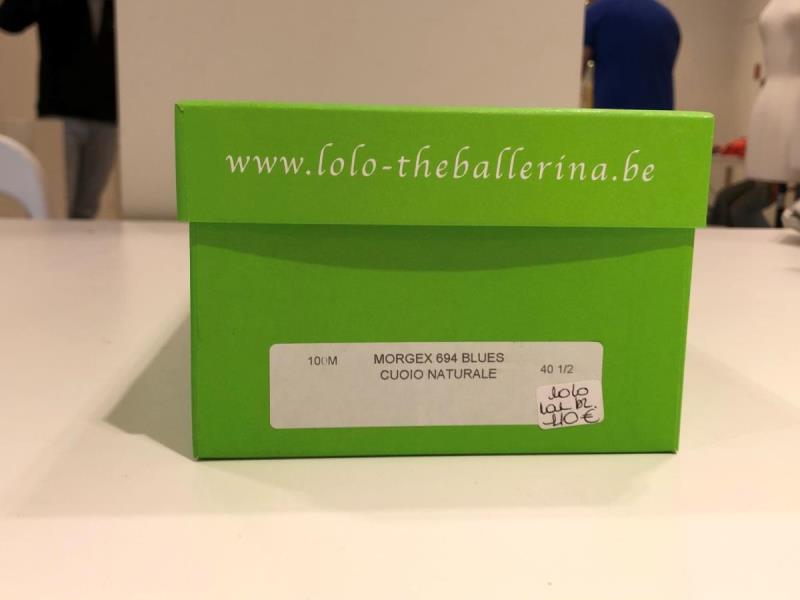 www.lolo-theballerina.be
100M MORGEX 694 BLUES
CUOIO NATURALE 40 1/2
lolo
110€